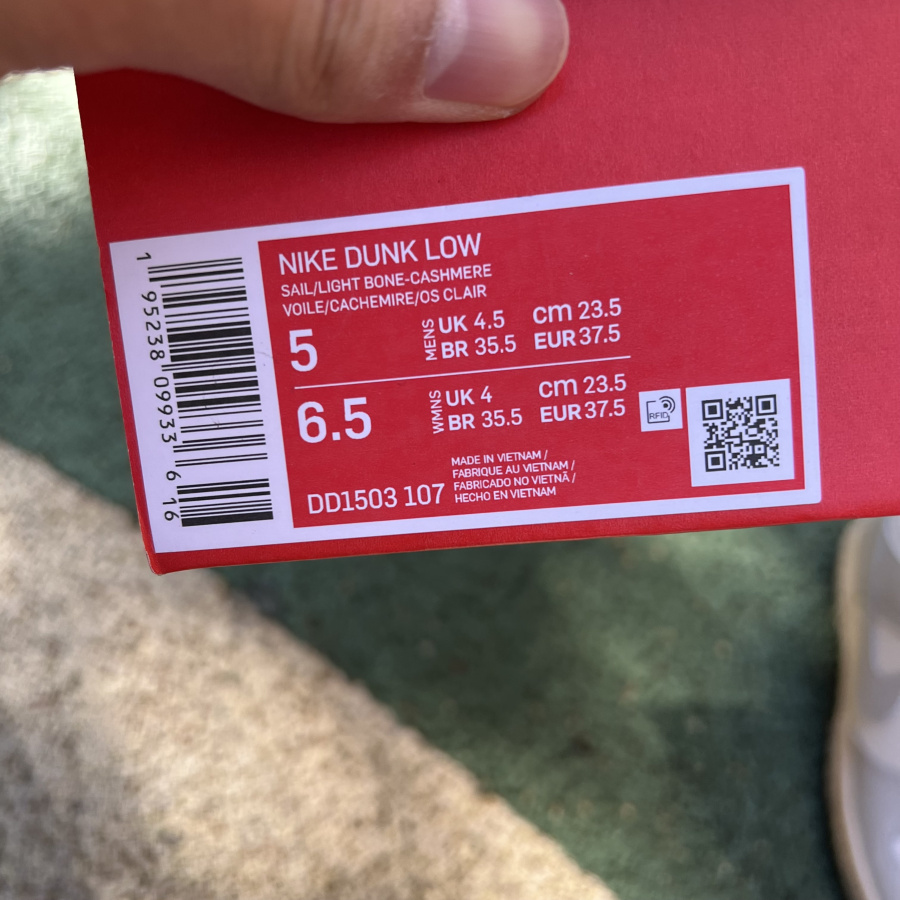 NIKE DUNK LOW
SAIL/LIGHT BONE-CASHMERE
VOILE/CACHEMIRE/OS CLAIR
5
MENS
UK 4.5 cm 23.5
BR 35.5 EUR 37.5
6.5
WMNS
UK 4 cm 23.5
BR 35.5 EUR 37.5
RFID
DD1503 107
MADE IN VIETNAM /
FABRIQUE AU VIETNAM /
FABRICADO NO VIETNÃ /
HECHO EN VIETNAM
1 95238 09933 6 16